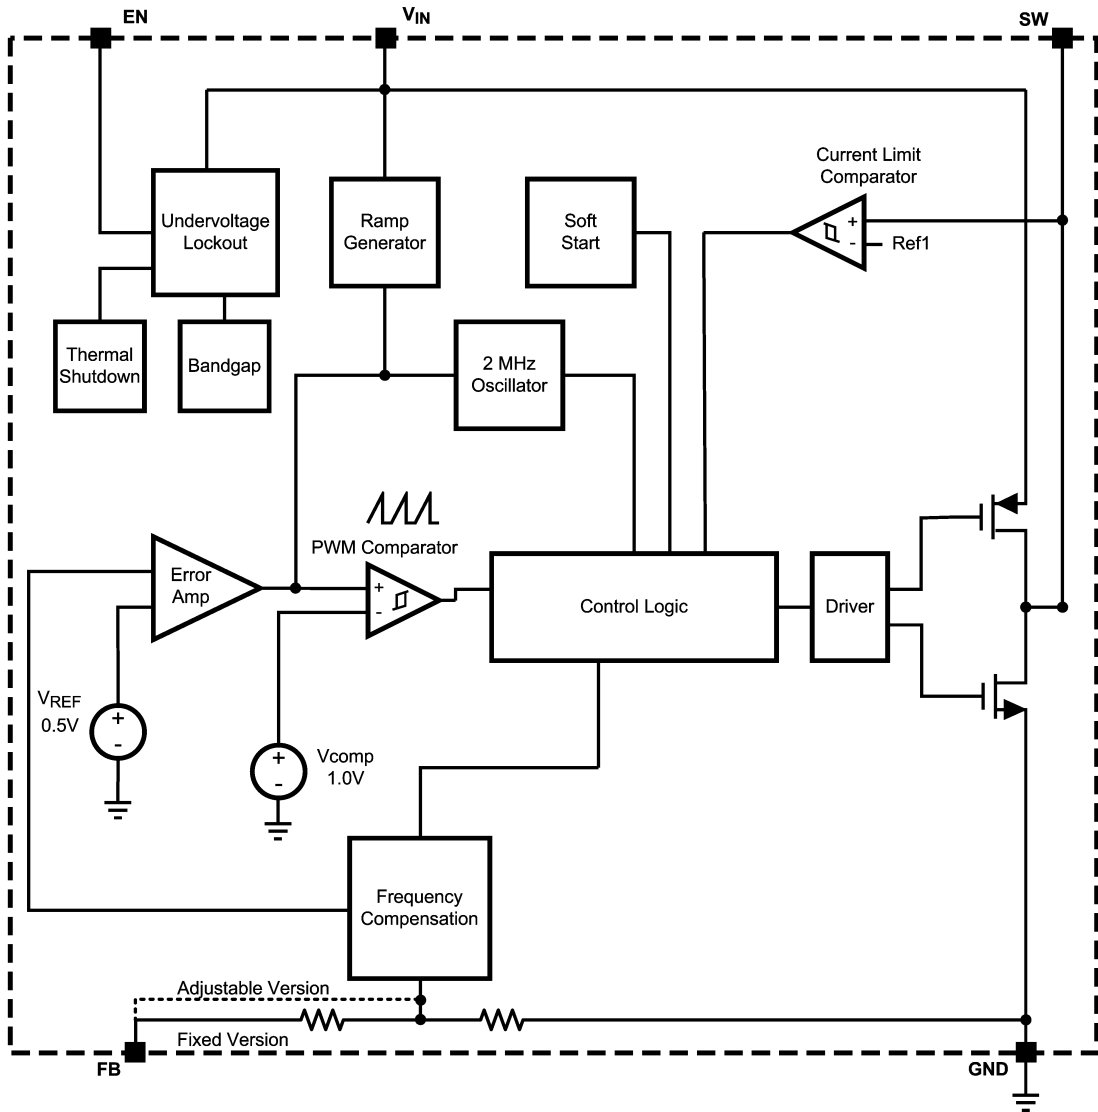 EN
VIN
SW
Current Limit
Comparator
Undervoltage
Lockout
Ramp
Generator
Soft
Start
+
-
Ref1
Thermal
Shutdown
Bandgap
2 MHz
Oscillator
PWM Comparator
Error
Amp
+
-
Control Logic
Driver
VREF
0.5V
+
-
Vcomp
1.0V
+
-
Frequency
Compensation
Adjustable Version
Fixed Version
FB
GND